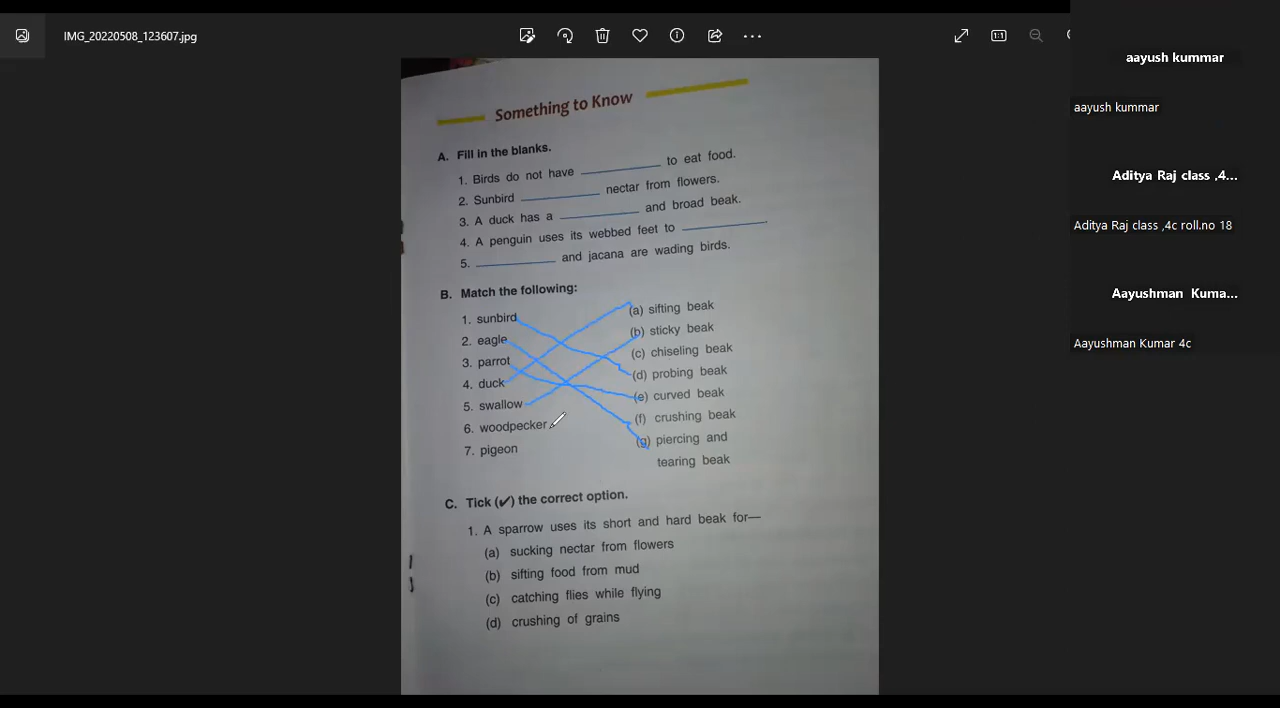 IMG_20220508_123607.jpg
1:1
aayush kummar
aayush kummar
Aditya Raj class ,4...
Aditya Raj class ,4c roll.no 18
Aayushman Kuma...
Aayushman Kumar 4c
Something to Know
A. Fill in the blanks.
1. Birds do not have __________ to eat food.
2. Sunbird __________ nectar from flowers.
3. A duck has a __________ and broad beak.
4. A penguin uses its webbed feet to __________.
5. __________ and jacana are wading birds.
B. Match the following:
1. sunbird (a) sifting beak
2. eagle (b) sticky beak
3. parrot (c) chiseling beak
4. duck (d) probing beak
5. swallow (e) curved beak
6. woodpecker (f) crushing beak
7. pigeon (g) piercing and
tearing beak
C. Tick (✔) the correct option.
1. A sparrow uses its short and hard beak for—
(a) sucking nectar from flowers
(b) sifting food from mud
(c) catching flies while flying
(d) crushing of grains